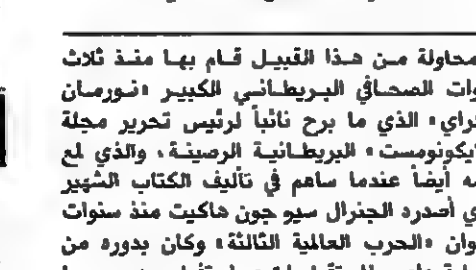 محاولة من هذا القبيل قام بها منذ ثلاث
وات الصحافي البريطاني الكبير «نورمان
راي» الذي ما برح نائباً لرئيس تحرير مجلة
يكونومست» البريطانية الرصينة، والذي لمع
ه أيضاً عندما ساهم في تأليف الكتاب الشهير
ي أصدره الجنرال سير جون هاكيت منذ سنوات
وان «الحرب العالمية الثالثة» وكان بدوره من